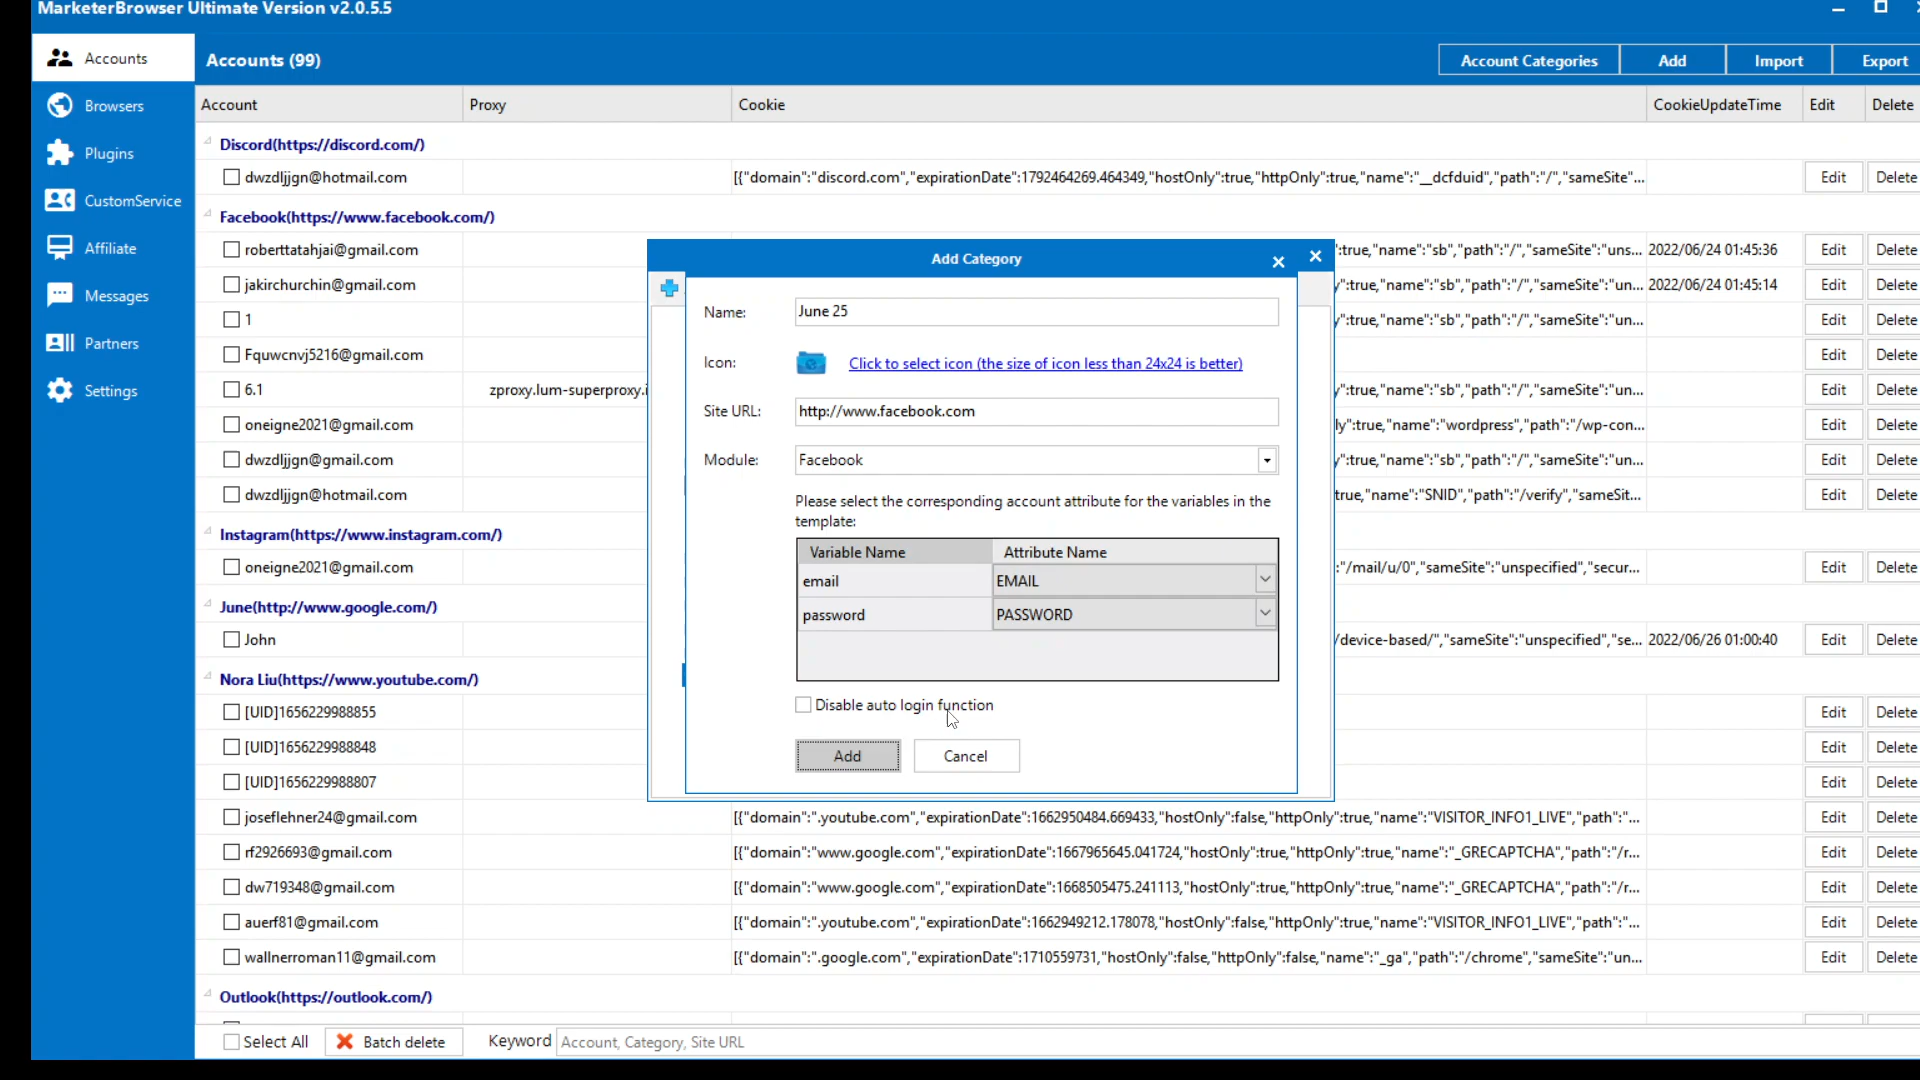 MarketerBrowser Ultimate Version v2.0.5.5
Accounts
Accounts (99)
Account Categories
Add
Import
Export
Browsers
Plugins
CustomService
Affiliate
Messages
Partners
Settings
Account Proxy Cookie CookieUpdateTime Edit Delete
Discord(https://discord.com/)
dwzdljjgn@hotmail.com [{"domain":"discord.com","expirationDate":1792464269.464349,"hostOnly":true,"httpOnly":true,"name":"__dcfduid","path":"/","sameSite"... Edit Delete
Facebook(https://www.facebook.com/)
roberttatahjai@gmail.com :true,"name":"sb","path":"/","sameSite":"uns... 2022/06/24 01:45:36 Edit Delete
jakirchurchin@gmail.com y":true,"name":"sb","path":"/","sameSite":"un... 2022/06/24 01:45:14 Edit Delete
1 y":true,"name":"sb","path":"/","sameSite":"un... Edit Delete
Fquwcnvj5216@gmail.com Edit Delete
6.1 zproxy.lum-superproxy.i y":true,"name":"sb","path":"/","sameSite":"un... Edit Delete
oneigne2021@gmail.com ly":true,"name":"wordpress","path":"/wp-con... Edit Delete
dwzdljjgn@gmail.com y":true,"name":"sb","path":"/","sameSite":"un... Edit Delete
dwzdljjgn@hotmail.com true,"name":"SNID","path":"/verify","sameSit... Edit Delete
Instagram(https://www.instagram.com/)
oneigne2021@gmail.com :"/mail/u/0","sameSite":"unspecified","secur... Edit Delete
June(http://www.google.com/)
John /device-based/","sameSite":"unspecified","se... 2022/06/26 01:00:40 Edit Delete
Nora Liu(https://www.youtube.com/)
[UID]1656229988855 Edit Delete
[UID]1656229988848 Edit Delete
[UID]1656229988807 Edit Delete
joseflehner24@gmail.com [{"domain":".youtube.com","expirationDate":1662950484.669433,"hostOnly":false,"httpOnly":true,"name":"VISITOR_INFO1_LIVE","path":"... Edit Delete
rf2926693@gmail.com [{"domain":"www.google.com","expirationDate":1667965645.041724,"hostOnly":true,"httpOnly":true,"name":"_GRECAPTCHA","path":"/r... Edit Delete
dw719348@gmail.com [{"domain":"www.google.com","expirationDate":1668505475.241113,"hostOnly":true,"httpOnly":true,"name":"_GRECAPTCHA","path":"/r... Edit Delete
auerf81@gmail.com [{"domain":".youtube.com","expirationDate":1662949212.178078,"hostOnly":false,"httpOnly":true,"name":"VISITOR_INFO1_LIVE","path":"... Edit Delete
wallnerroman11@gmail.com [{"domain":".google.com","expirationDate":1710559731,"hostOnly":false,"httpOnly":false,"name":"_ga","path":"/chrome","sameSite":"un... Edit Delete
Outlook(https://outlook.com/)
Select All
Batch delete
Keyword
Account, Category, Site URL
Add Category
Name: June 25
Icon: Click to select icon (the size of icon less than 24x24 is better)
Site URL: http://www.facebook.com
Module: Facebook
Please select the corresponding account attribute for the variables in the
template:
Variable Name Attribute Name
email EMAIL
password PASSWORD
Disable auto login function
Add Cancel